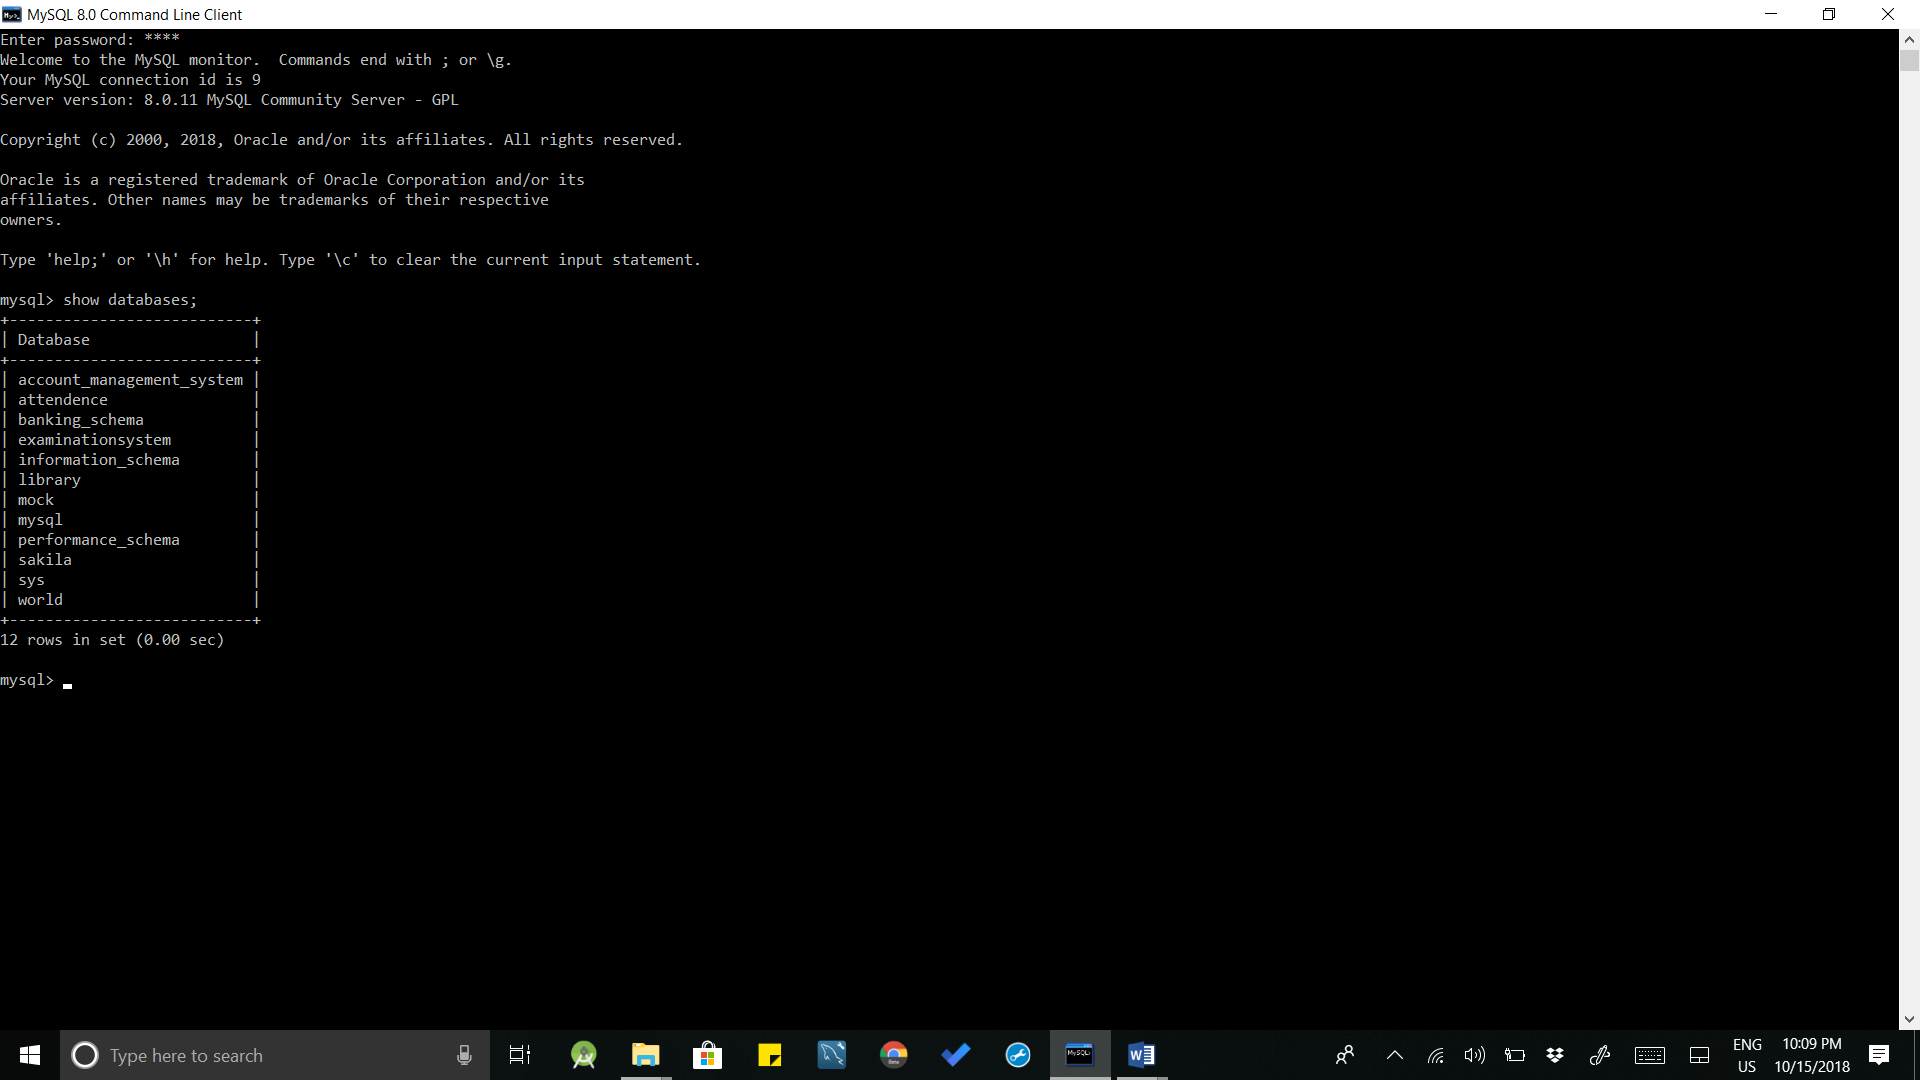 MySQL 8.0 Command Line Client
Enter password: ****
Welcome to the MySQL monitor.  Commands end with ; or \g.
Your MySQL connection id is 9
Server version: 8.0.11 MySQL Community Server - GPL

Copyright (c) 2000, 2018, Oracle and/or its affiliates. All rights reserved.

Oracle is a registered trademark of Oracle Corporation and/or its
affiliates. Other names may be trademarks of their respective
owners.

Type 'help;' or '\h' for help. Type '\c' to clear the current input statement.

mysql> show databases;
+---------------------------+
| Database                  |
+---------------------------+
| account_management_system |
| attendence                |
| banking_schema            |
| examinationsystem         |
| information_schema        |
| library                   |
| mock                      |
| mysql                     |
| performance_schema        |
| sakila                    |
| sys                       |
| world                     |
+---------------------------+
12 rows in set (0.00 sec)

mysql> _
Type here to search
ENG
US
10:09 PM
10/15/2018